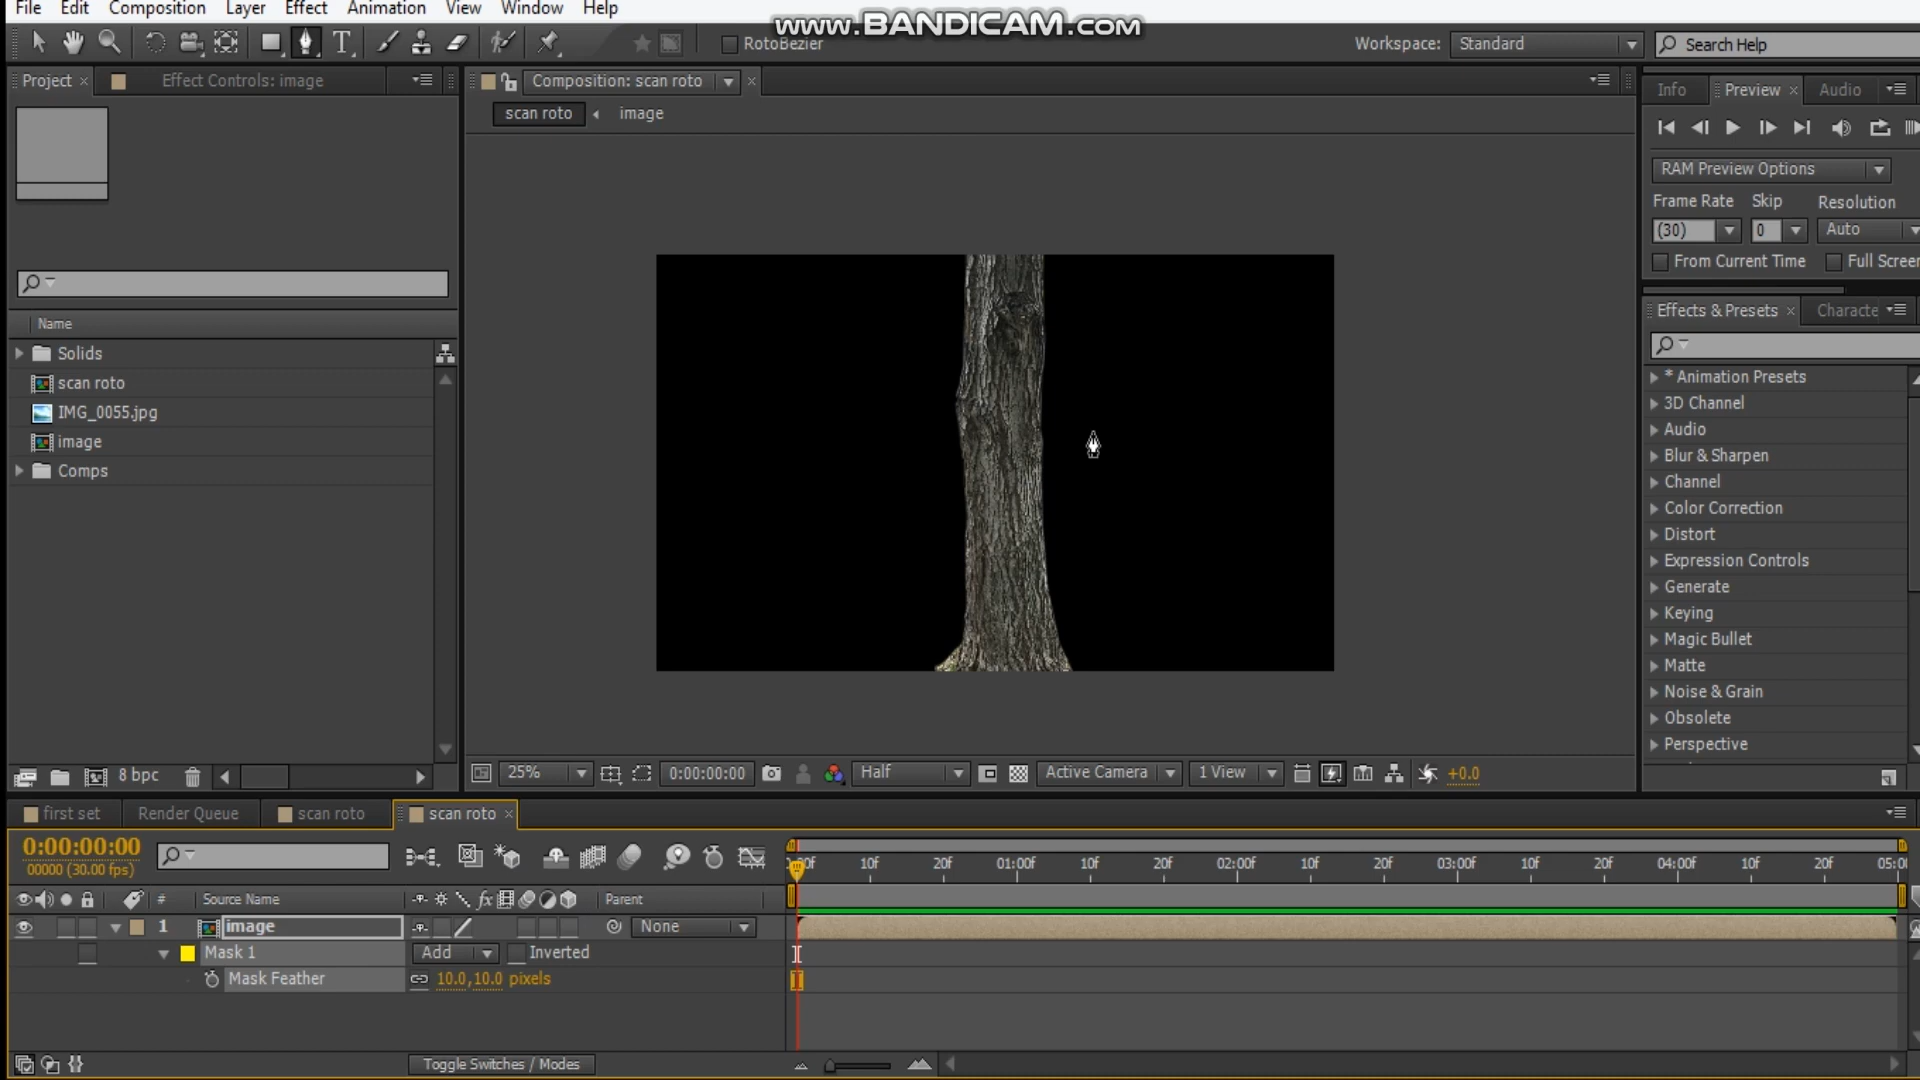 File Edit Composition Layer Effect Animation View Window Help
www.BANDICAM.com
RotoBezier
Workspace: Standard
Search Help
Project × Effect Controls: image
Composition: scan roto ×
Info Preview × Audio
scan roto image
RAM Preview Options
Frame Rate Skip Resolution
(30) 0 Auto
From Current Time Full Screen
Effects & Presets × Characte
Name
Solids
scan roto
IMG_0055.jpg
image
Comps
* Animation Presets
3D Channel
Audio
Blur & Sharpen
Channel
Color Correction
Distort
Expression Controls
Generate
Keying
Magic Bullet
Matte
Noise & Grain
Obsolete
Perspective
8 bpc
25% 0:00:00:00 Half Active Camera 1 View +0.0
first set Render Queue scan roto scan roto ×
0:00:00:00
00000 (30.00 fps)
:00f 10f 20f 01:00f 10f 20f 02:00f 10f 20f 03:00f 10f 20f 04:00f 10f 20f 05:00
# Source Name fx Parent
1 image None
Mask 1 Add Inverted
Mask Feather 10.0,10.0 pixels
Toggle Switches / Modes